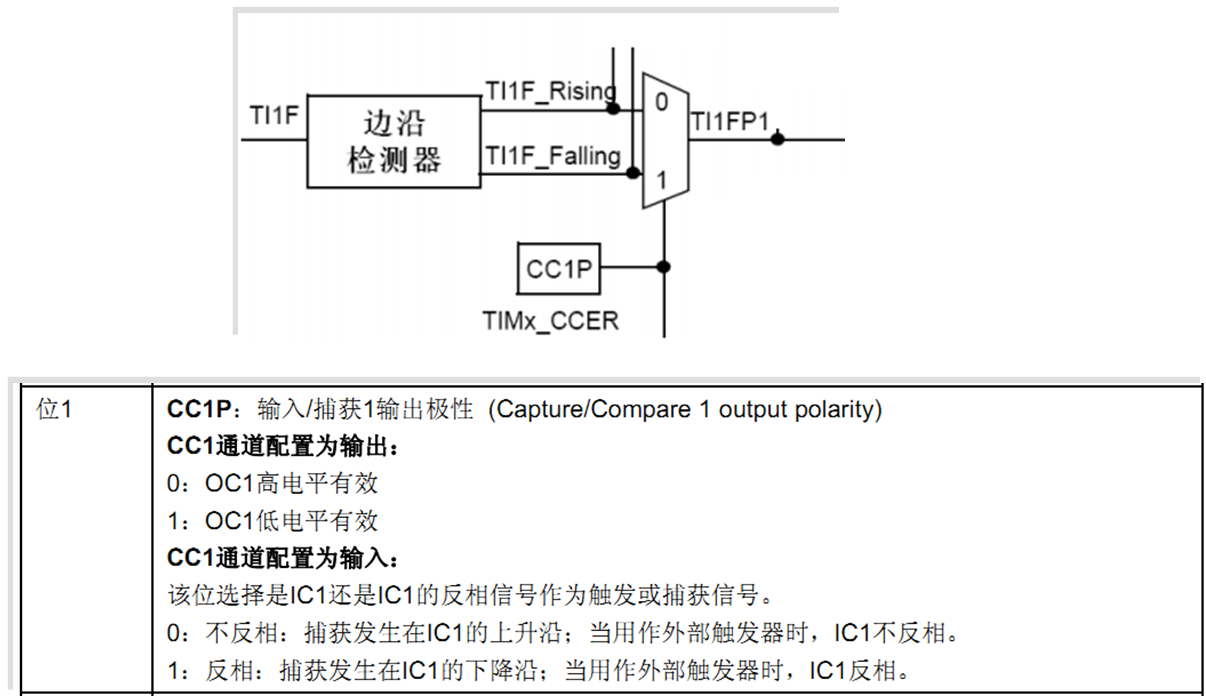 TI1F
边沿
检测器
TI1F_Rising
TI1F_Falling
0
1
TI1FP1
CC1P
TIMx_CCER
位1
CC1P：输入/捕获1输出极性 (Capture/Compare 1 output polarity)
CC1通道配置为输出：
0：OC1高电平有效
1：OC1低电平有效
CC1通道配置为输入：
该位选择是IC1还是IC1的反相信号作为触发或捕获信号。
0：不反相：捕获发生在IC1的上升沿；当用作外部触发器时，IC1不反相。
1：反相：捕获发生在IC1的下降沿；当用作外部触发器时，IC1反相。